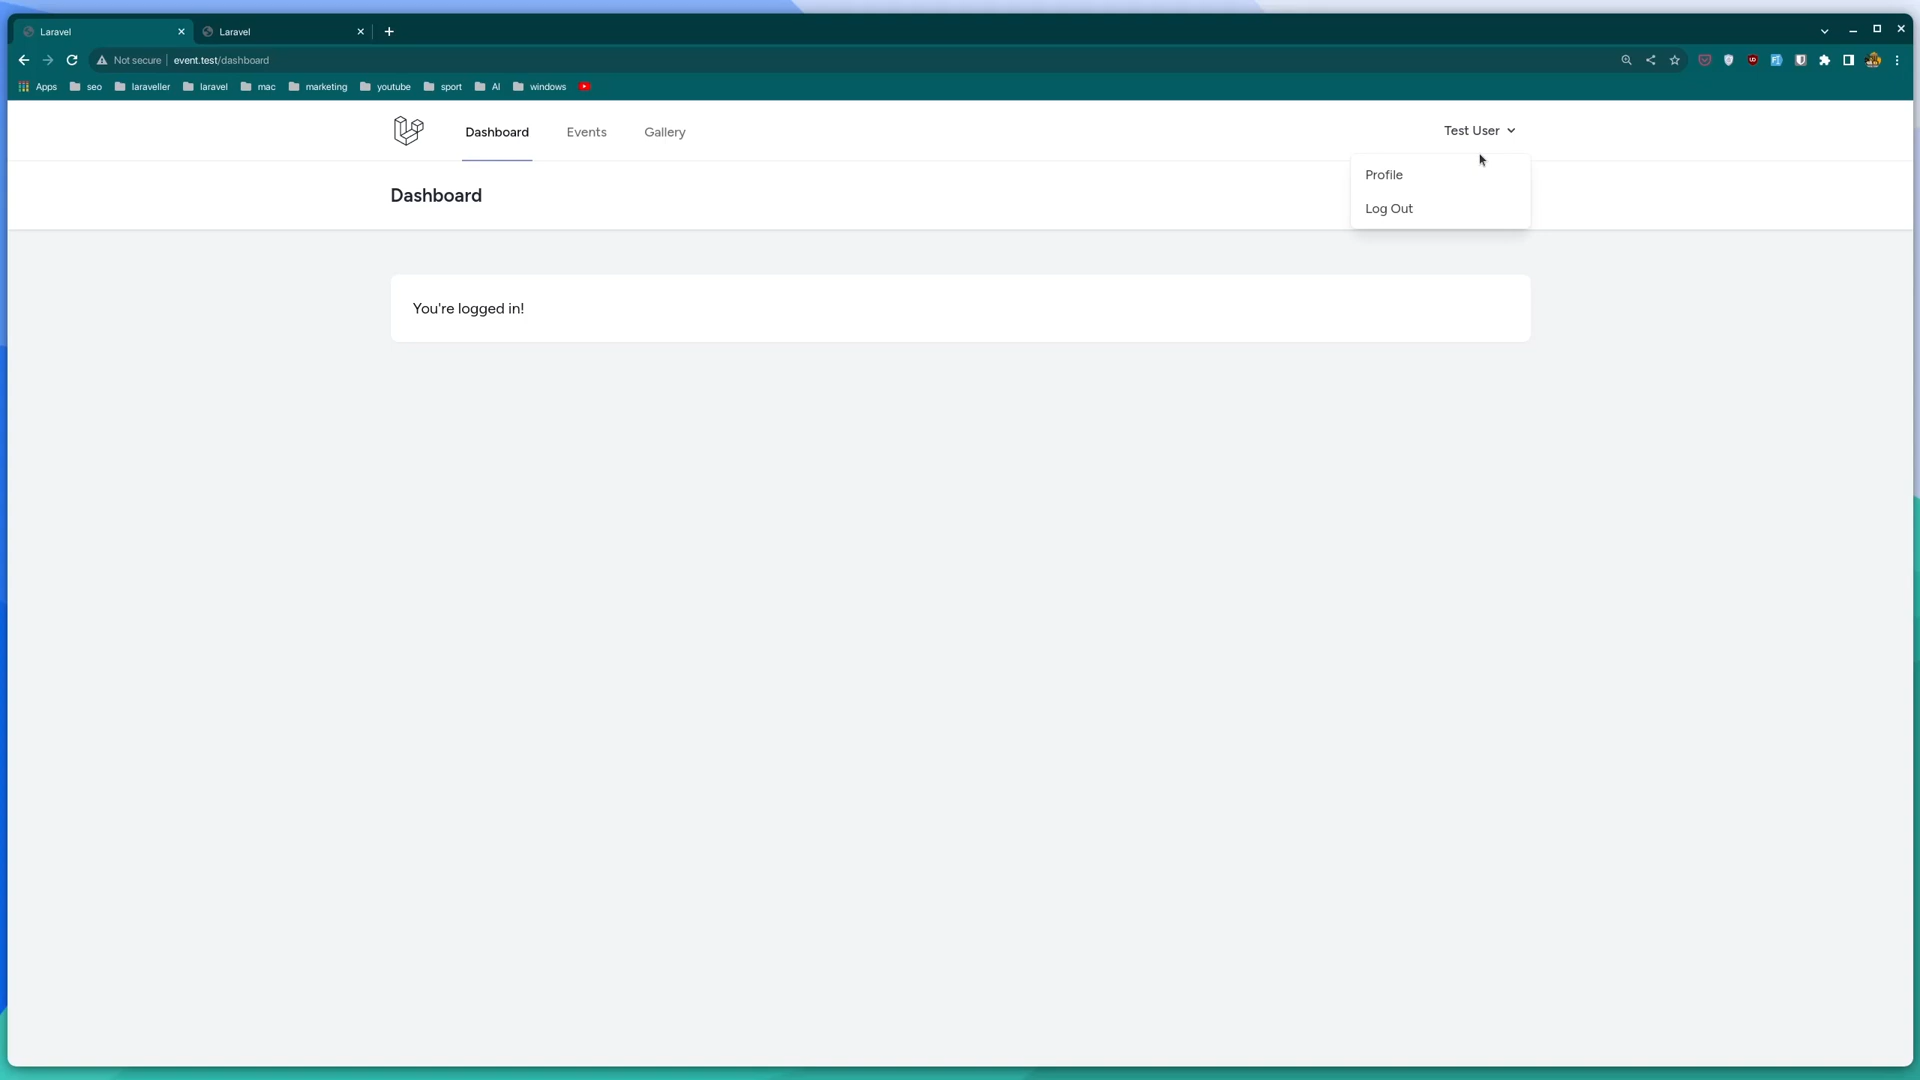 Laravel
Laravel
Not secure event.test/dashboard
Apps seo laraveller laravel mac marketing youtube sport AI windows
Dashboard Events Gallery Test User
Profile
Log Out
Dashboard
You're logged in!